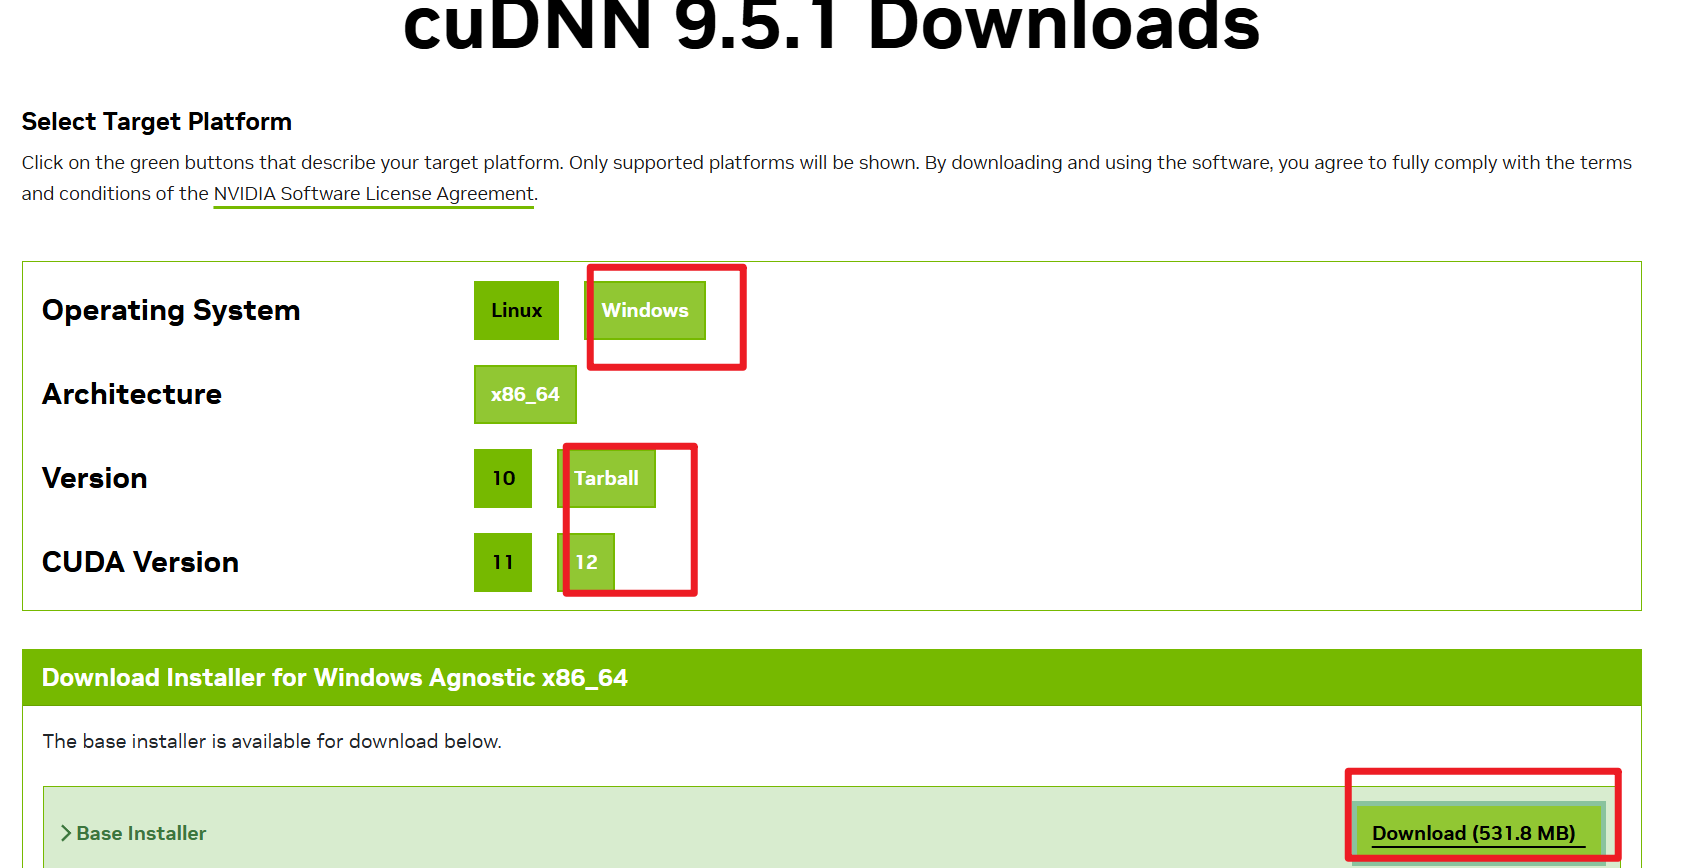 cuDNN 9.5.1 Downloads
Select Target Platform
Click on the green buttons that describe your target platform. Only supported platforms will be shown. By downloading and using the software, you agree to fully comply with the terms
and conditions of the NVIDIA Software License Agreement.
Operating System Linux Windows
Architecture x86_64
Version 10 Tarball
CUDA Version 11 12
Download Installer for Windows Agnostic x86_64
The base installer is available for download below.
Base Installer Download (531.8 MB)